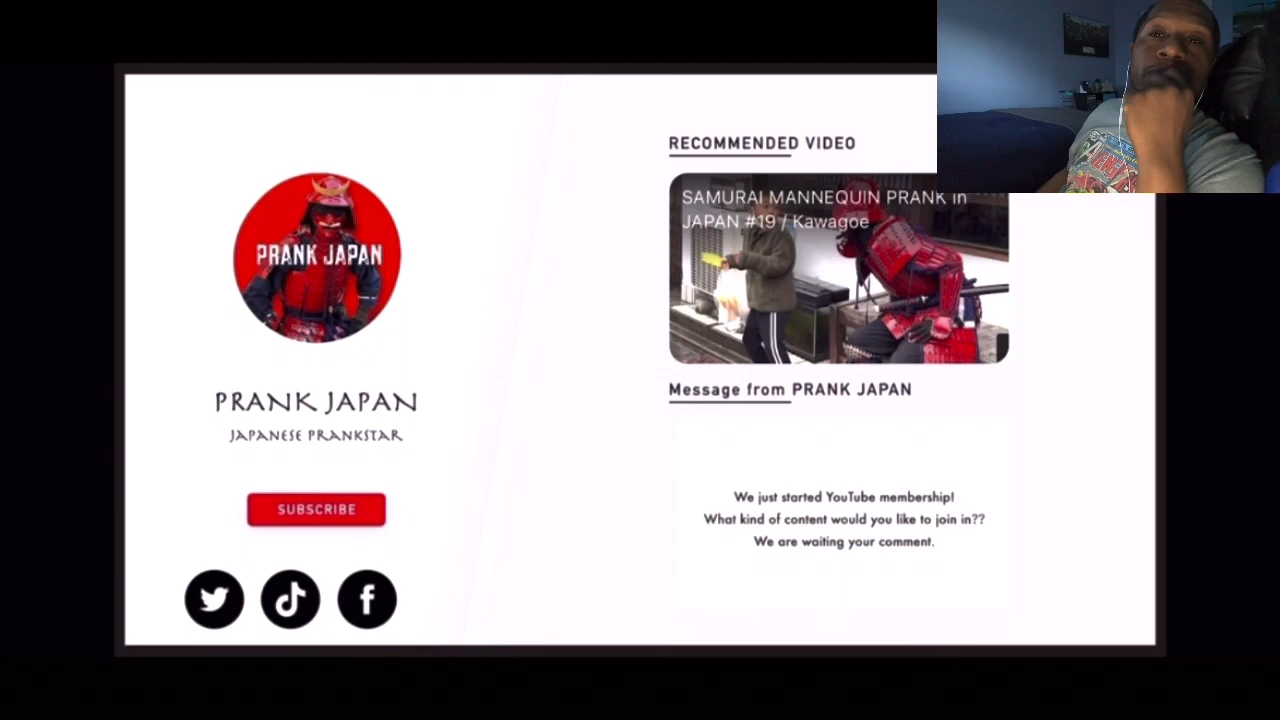 PRANK JAPAN
PRANK JAPAN
JAPANESE PRANKSTAR
SUBSCRIBE
RECOMMENDED VIDEO
SAMURAI MANNEQUIN PRANK in
JAPAN #19 / Kawagoe
Message from PRANK JAPAN
We just started YouTube membership!
What kind of content would you like to join in??
We are waiting your comment.
AVENGERS